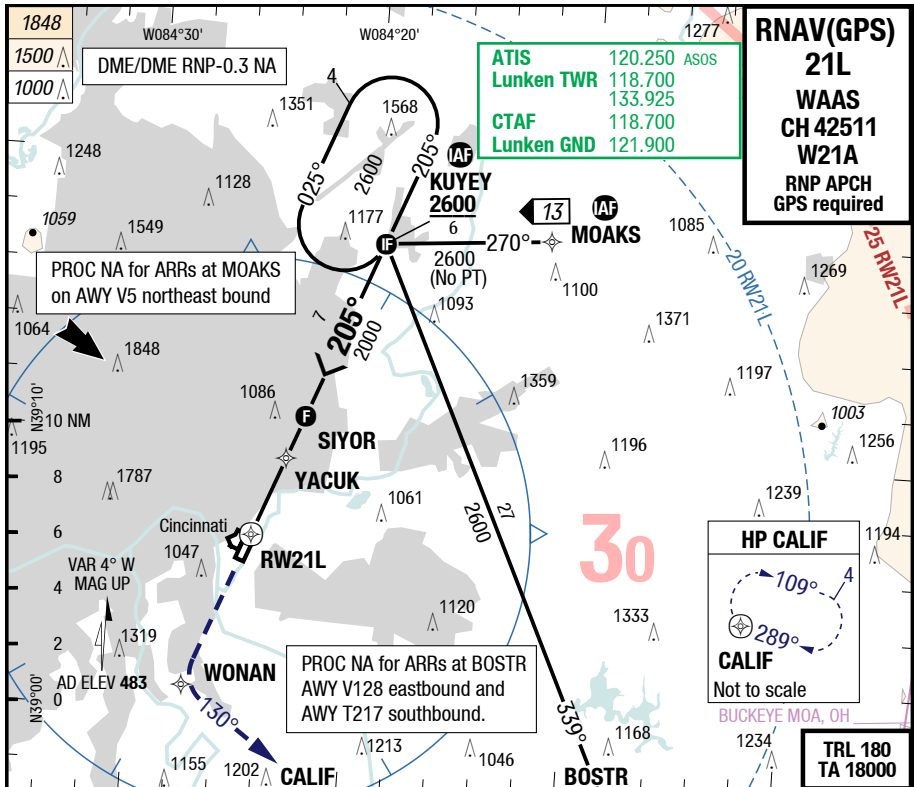 1848
1500
1000
W084°30'
W084°20'
1277
DME/DME RNP-0.3 NA
ATIS 120.250 ASOS
Lunken TWR 118.700
133.925
CTAF 118.700
Lunken GND 121.900
RNAV(GPS)
21L
WAAS
CH 42511
W21A
RNP APCH
GPS required
4
1351
1568
1248
025°
2600
205°
IAF
KUYEY
2600
1128
1059
1549
1177
6
13
IAF
MOAKS
IF
270°
1085
2600
(No PT)
20 RW21L
25 RW21L
PROC NA for ARRs at MOAKS
on AWY V5 northeast bound
1093
1100
1269
1064
7
205°
2000
1371
1848
1359
1197
N39°10'
10 NM
1086
F
SIYOR
1003
1195
1196
1256
8
1787
YACUK
1061
27
2600
1239
6
Cincinnati
1047
RW21L
30
1194
VAR 4° W
MAG UP
4
HP CALIF
109°
4
289°
CALIF
Not to scale
1120
1333
2
1319
AD ELEV 483
WONAN
PROC NA for ARRs at BOSTR
AWY V128 eastbound and
AWY T217 southbound.
N39°00'
0
130°
339°
BUCKEYE MOA, OH
1213
1046
1168
1234
1155
1202
CALIF
BOSTR
TRL 180
TA 18000